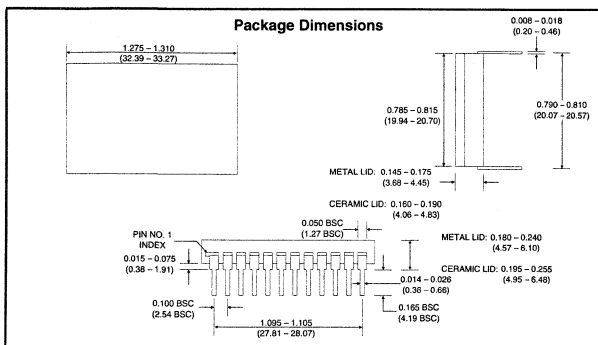 Package Dimensions
1.275 – 1.310
(32.39 – 33.27)
0.008 – 0.018
(0.20 – 0.46)
0.785 – 0.815
(19.94 – 20.70)
0.790 – 0.810
(20.07 – 20.57)
METAL LID: 0.145 – 0.175
(3.68 – 4.45)
CERAMIC LID: 0.160 – 0.190
(4.06 – 4.83)
0.050 BSC
(1.27 BSC)
PIN NO. 1
INDEX
METAL LID: 0.180 – 0.240
(4.57 – 6.10)
0.015 – 0.075
(0.38 – 1.91)
CERAMIC LID: 0.195 – 0.255
(4.95 – 6.48)
0.014 – 0.026
(0.36 – 0.66)
0.100 BSC
(2.54 BSC)
0.165 BSC
(4.19 BSC)
1.095 – 1.105
(27.81 – 28.07)